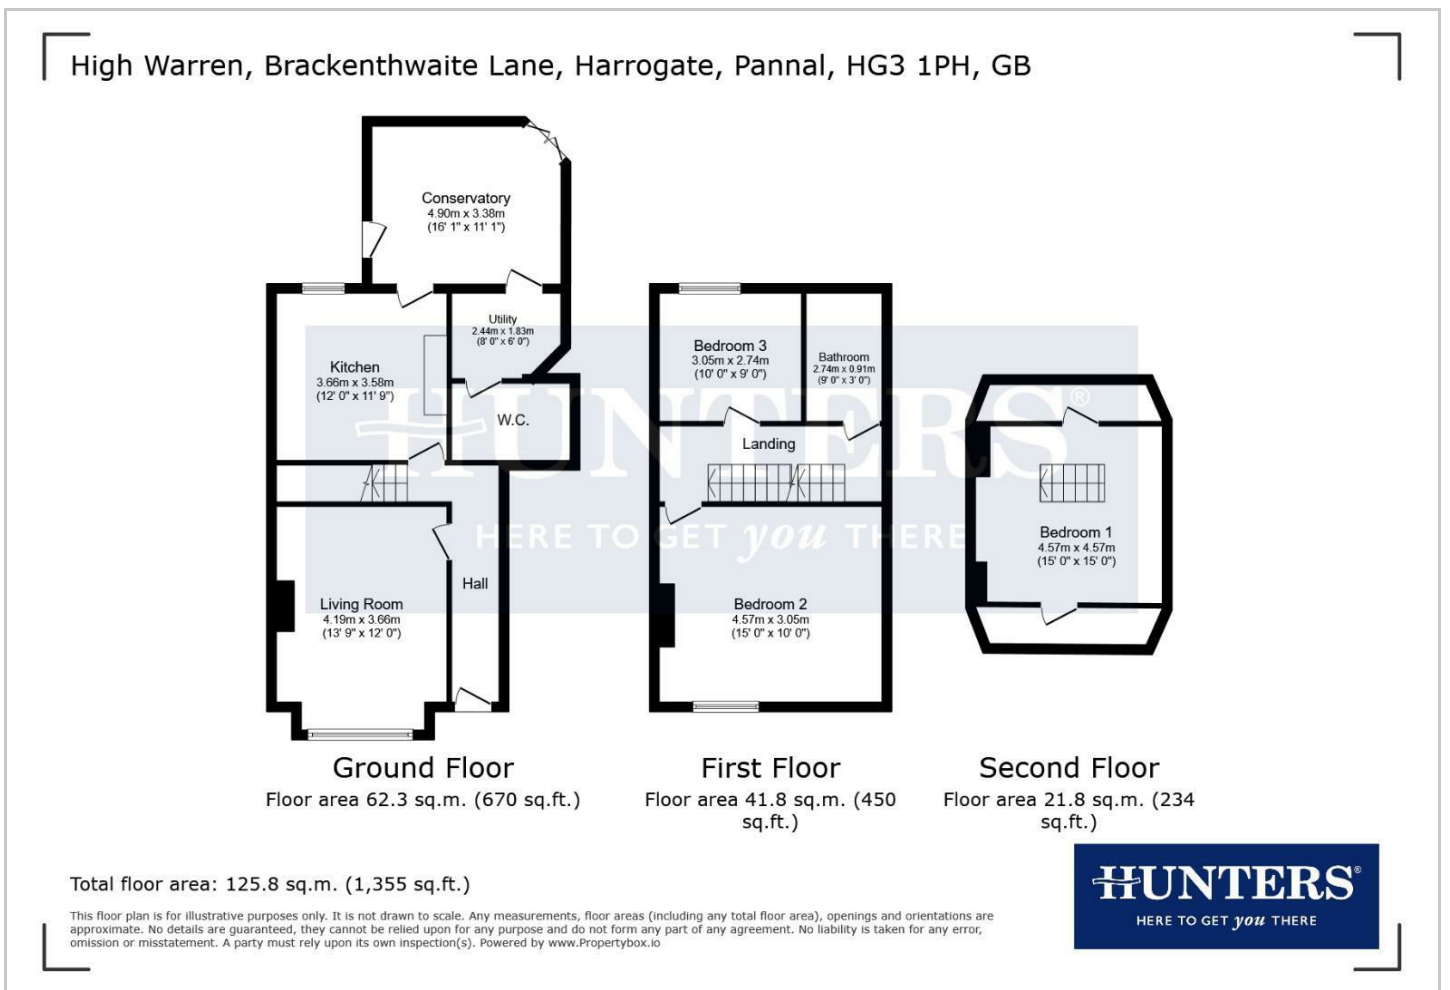 High Warren, Brackenthwaite Lane, Harrogate, Pannal, HG3 1PH, GB
Conservatory
4.90m x 3.38m
(16' 1" x 11' 1")
Utility
2.44m x 1.83m
(8' 0" x 6' 0")
Kitchen
3.66m x 3.58m
(12' 0" x 11' 9")
W.C.
Hall
Living Room
4.19m x 3.66m
(13' 9" x 12' 0")
Ground Floor
Floor area 62.3 sq.m. (670 sq.ft.)
Bedroom 3
3.05m x 2.74m
(10' 0" x 9' 0")
Bathroom
2.74m x 0.91m
(9' 0" x 3' 0")
Landing
Bedroom 2
4.57m x 3.05m
(15' 0" x 10' 0")
First Floor
Floor area 41.8 sq.m. (450
sq.ft.)
Bedroom 1
4.57m x 4.57m
(15' 0" x 15' 0")
Second Floor
Floor area 21.8 sq.m. (234
sq.ft.)
HUNTERS®
HERE TO GET you THERE
Total floor area: 125.8 sq.m. (1,355 sq.ft.)
This floor plan is for illustrative purposes only. It is not drawn to scale. Any measurements, floor areas (including any total floor area), openings and orientations are
approximate. No details are guaranteed, they cannot be relied upon for any purpose and do not form any part of any agreement. No liability is taken for any error,
omission or misstatement. A party must rely upon its own inspection(s). Powered by www.Propertybox.io
HUNTERS®
HERE TO GET you THERE